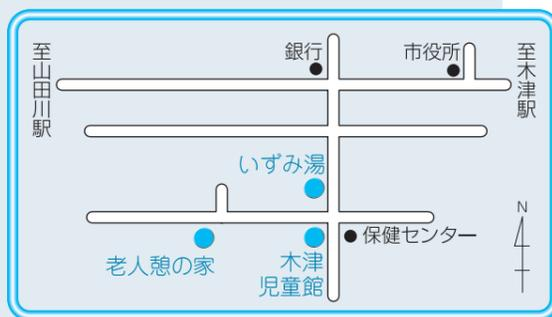 至山田川駅
銀行
市役所
至木津駅
いずみ湯
N
保健センター
老人憩の家
木津
児童館